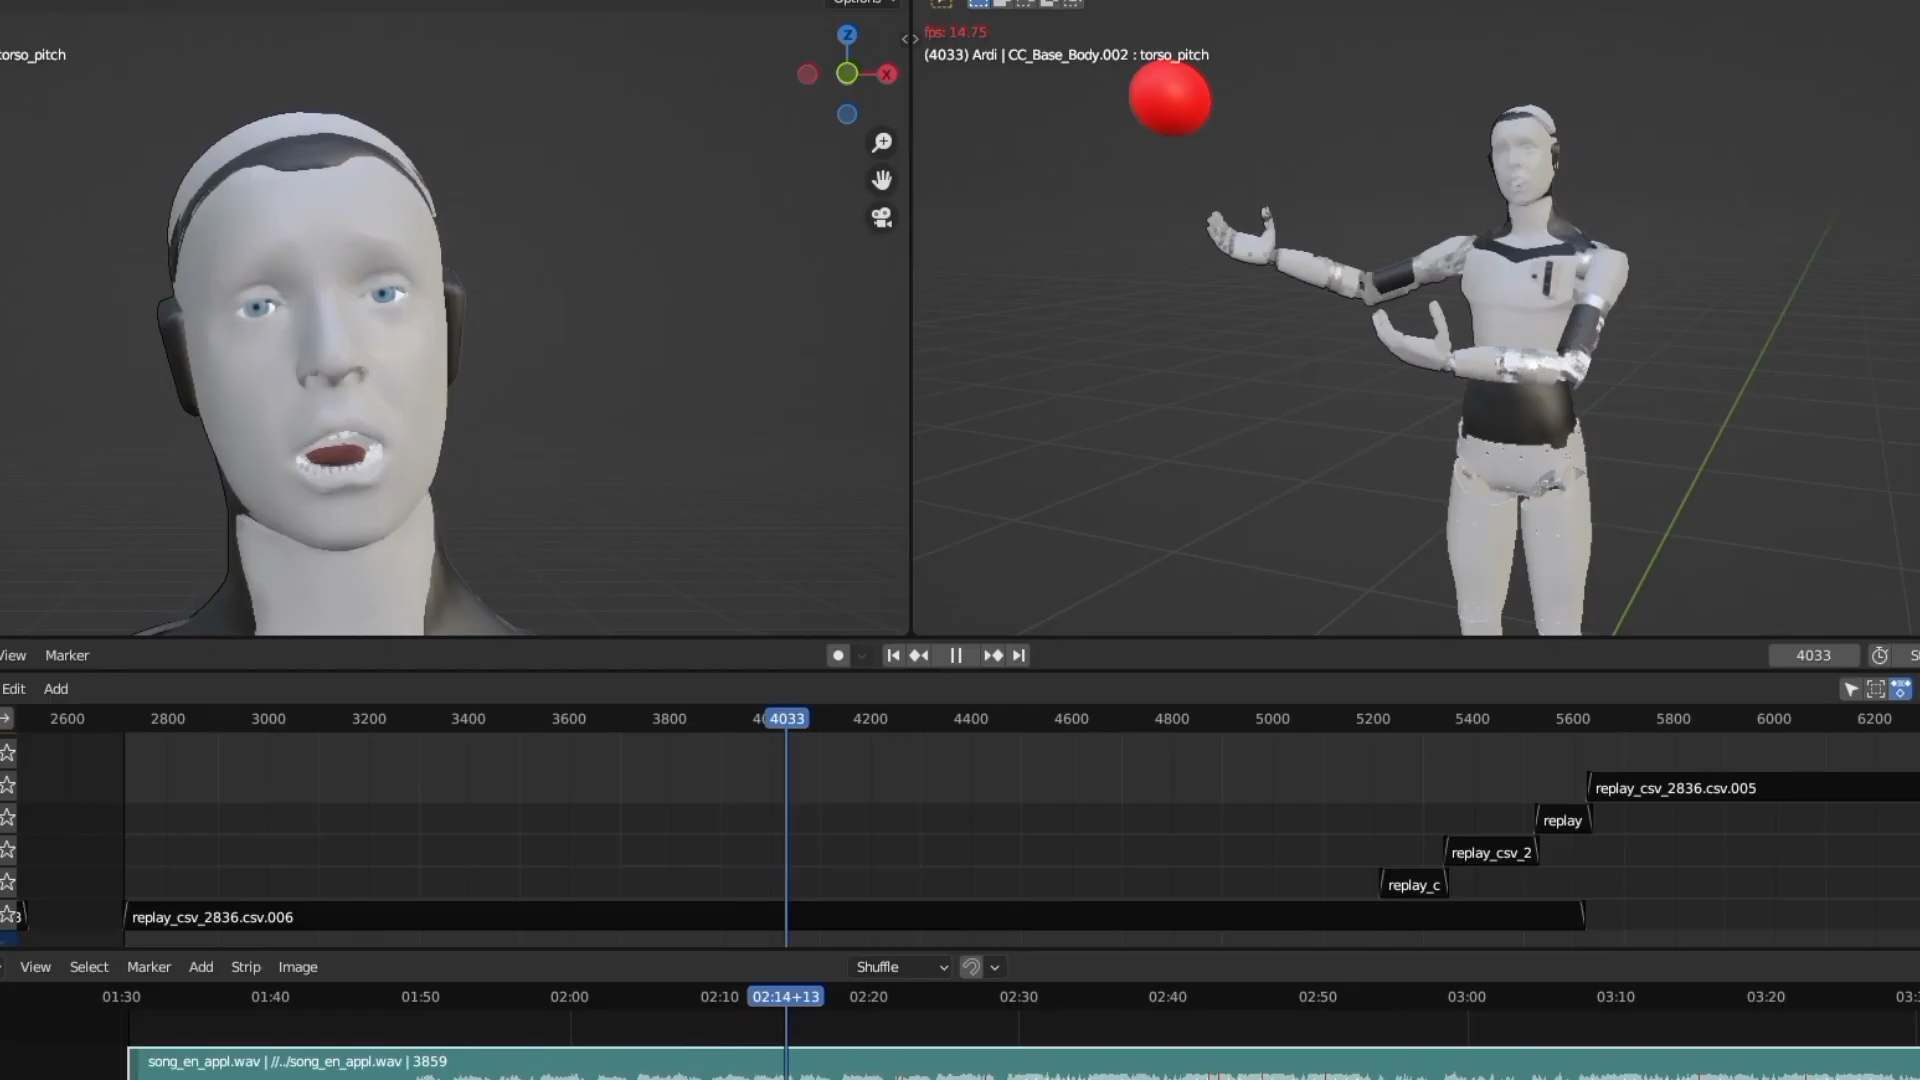 Options
torso_pitch
Z
X
fps: 14.75
(4033) Ardi | CC_Base_Body.002 : torso_pitch
View Marker
4033
Edit Add
2600 2800 3000 3200 3400 3600 3800 4033 4200 4400 4600 4800 5000 5200 5400 5600 5800 6000 6200
replay_csv_2836.csv.005
replay
replay_csv_2
replay_c
replay_csv_2836.csv.006
View Select Marker Add Strip Image Shuffle
01:30 01:40 01:50 02:00 02:10 02:14+13 02:20 02:30 02:40 02:50 03:00 03:10 03:20
song_en_appl.wav | //../song_en_appl.wav | 3859